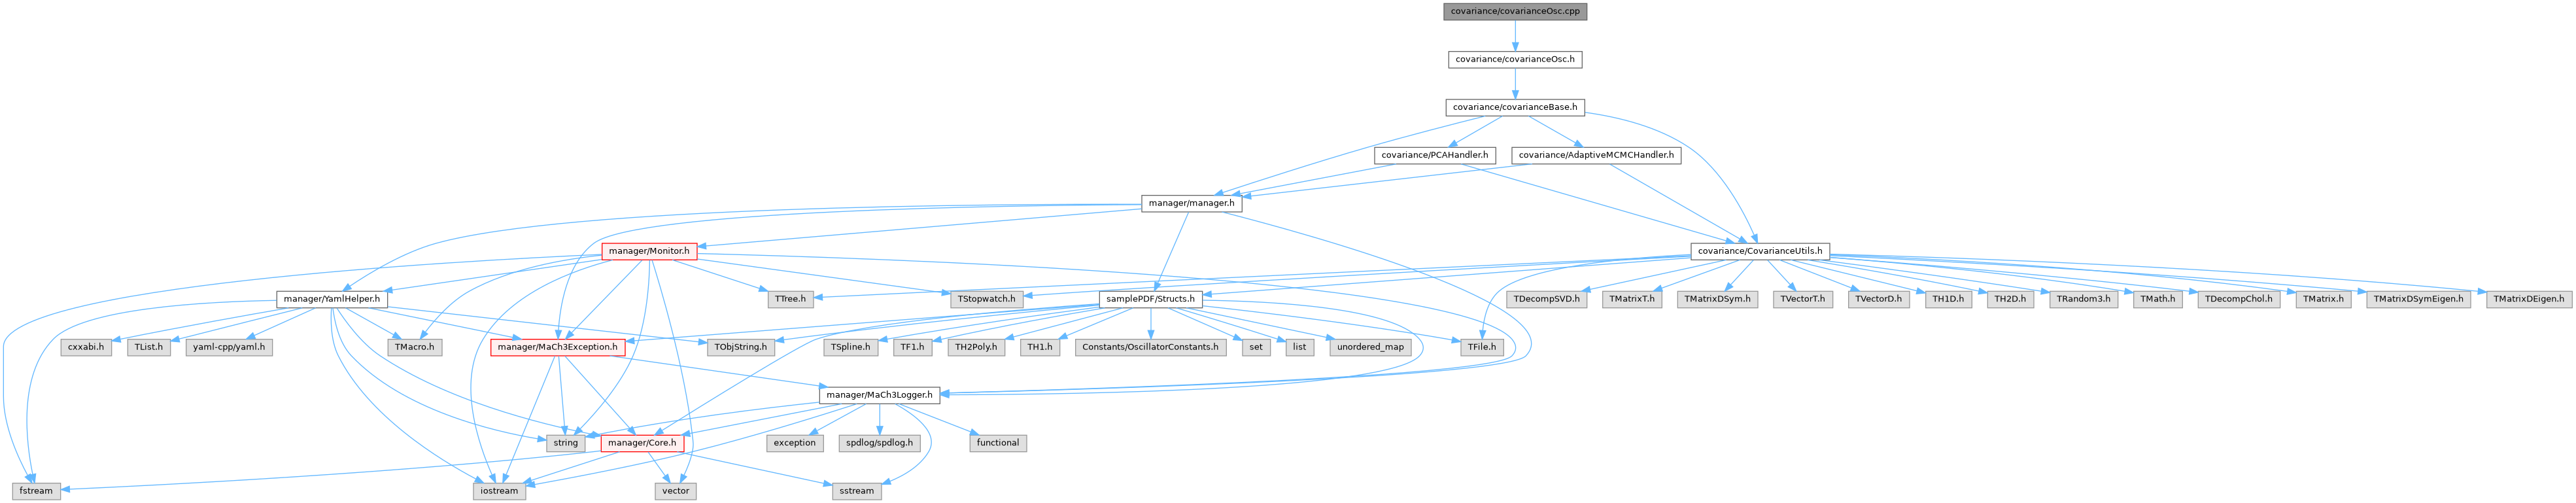 covariance/covarianceOsc.cpp
covariance/covarianceOsc.h
covariance/covarianceBase.h
covariance/PCAHandler.h
covariance/AdaptiveMCMCHandler.h
manager/manager.h
manager/Monitor.h
covariance/CovarianceUtils.h
manager/YamlHelper.h
TTree.h
TStopwatch.h
samplePDF/Structs.h
TDecompSVD.h
TMatrixT.h
TMatrixDSym.h
TVectorT.h
TVectorD.h
TH1D.h
TH2D.h
TRandom3.h
TMath.h
TDecompChol.h
TMatrix.h
TMatrixDSymEigen.h
TMatrixDEigen.h
cxxabi.h
TList.h
yaml-cpp/yaml.h
TMacro.h
manager/MaCh3Exception.h
TObjString.h
TSpline.h
TF1.h
TH2Poly.h
TH1.h
Constants/OscillatorConstants.h
set
list
unordered_map
TFile.h
manager/MaCh3Logger.h
string
manager/Core.h
exception
spdlog/spdlog.h
functional
fstream
iostream
vector
sstream